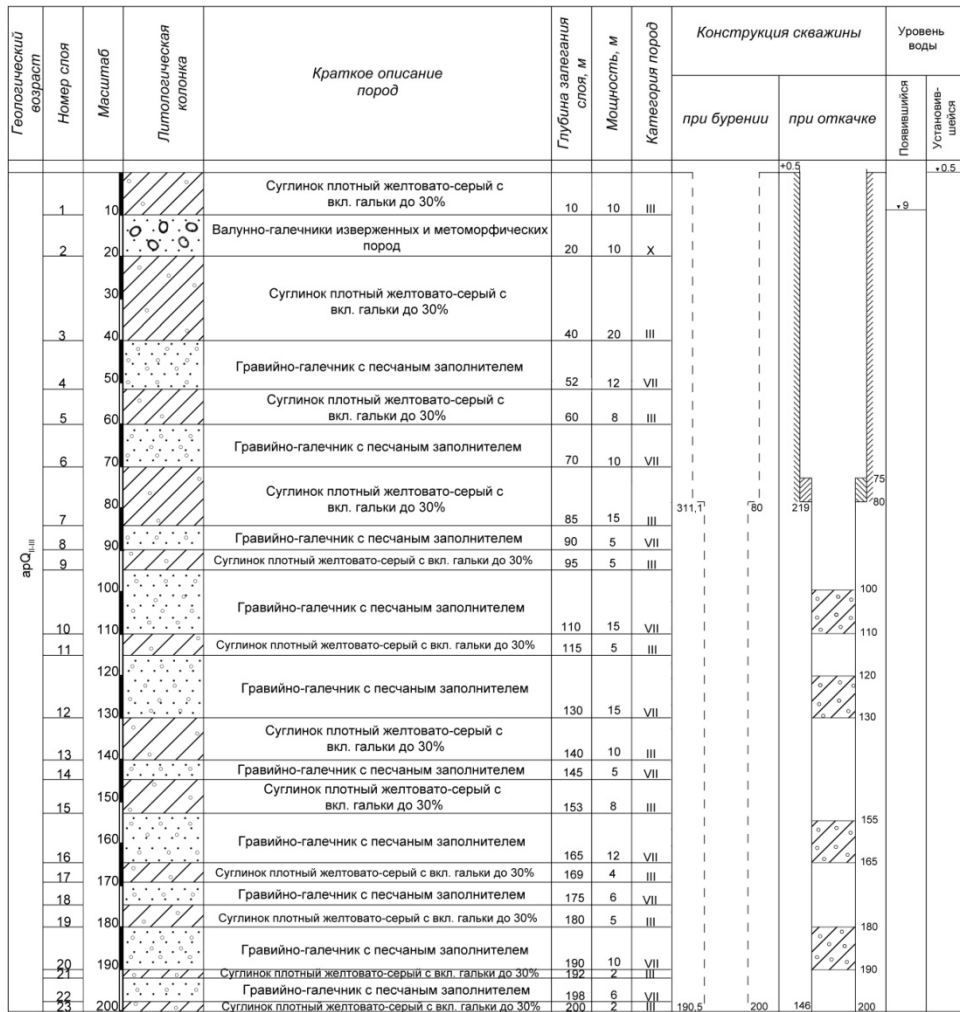 Геологический возраст
Номер слоя
Масштаб
Литологическая колонка
Краткое описание
пород
Глубина залегания слоя, м
Мощность, м
Категория пород
Конструкция скважины
при бурении
при откачке
Уровень
воды
Появившийся
Установив-
шейся
+0.5
0.5
9
apQII-III
Суглинок плотный желтовато-серый с
вкл. гальки до 30%
1 10 10 10 III
Валунно-галечники изверженных и метоморфических
пород
2 20 20 10 X
30
Суглинок плотный желтовато-серый с
вкл. гальки до 30%
3 40 40 20 III
Гравийно-галечник с песчаным заполнителем
4 50 52 12 VII
Суглинок плотный желтовато-серый с
вкл. гальки до 30%
5 60 60 8 III
Гравийно-галечник с песчаным заполнителем
6 70 70 10 VII
Суглинок плотный желтовато-серый с
вкл. гальки до 30%
75
80 311,1 80 219 80
7 85 15 III
Гравийно-галечник с песчаным заполнителем
8 90 90 5 VII
9 Суглинок плотный желтовато-серый с вкл. гальки до 30% 95 5 III
100 100
Гравийно-галечник с песчаным заполнителем
10 110 110 15 VII 110
11 Суглинок плотный желтовато-серый с вкл. гальки до 30% 115 5 III
120 120
Гравийно-галечник с песчаным заполнителем
12 130 130 15 VII 130
Суглинок плотный желтовато-серый с
вкл. гальки до 30%
13 140 140 10 III
14 Гравийно-галечник с песчаным заполнителем 145 5 VII
Суглинок плотный желтовато-серый с
вкл. гальки до 30%
15 150 153 8 III
155
160
Гравийно-галечник с песчаным заполнителем
16 165 12 VII 165
17 170 Суглинок плотный желтовато-серый с вкл. гальки до 30% 169 4 III
18 Гравийно-галечник с песчаным заполнителем 175 6 VII
19 180 Суглинок плотный желтовато-серый с вкл. гальки до 30% 180 5 III 180
Гравийно-галечник с песчаным заполнителем
20 190 190 10 VII 190
21 Суглинок плотный желтовато-серый с вкл. гальки до 30% 192 2 III
22 Гравийно-галечник с песчаным заполнителем 198 6 VII
23 200 Суглинок плотный желтовато-серый с вкл. гальки до 30% 200 2 III 190,5 200 146 200